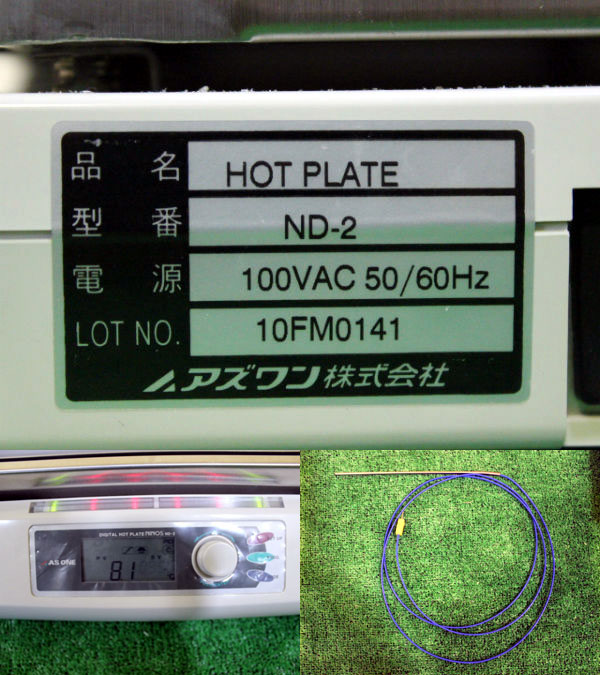 品名 HOT PLATE
型番 ND-2
電源 100VAC 50/60Hz
LOT NO. 10FM0141
アズワン株式会社
DIGITAL HOT PLATE NINOS ND-2
AS ONE
81